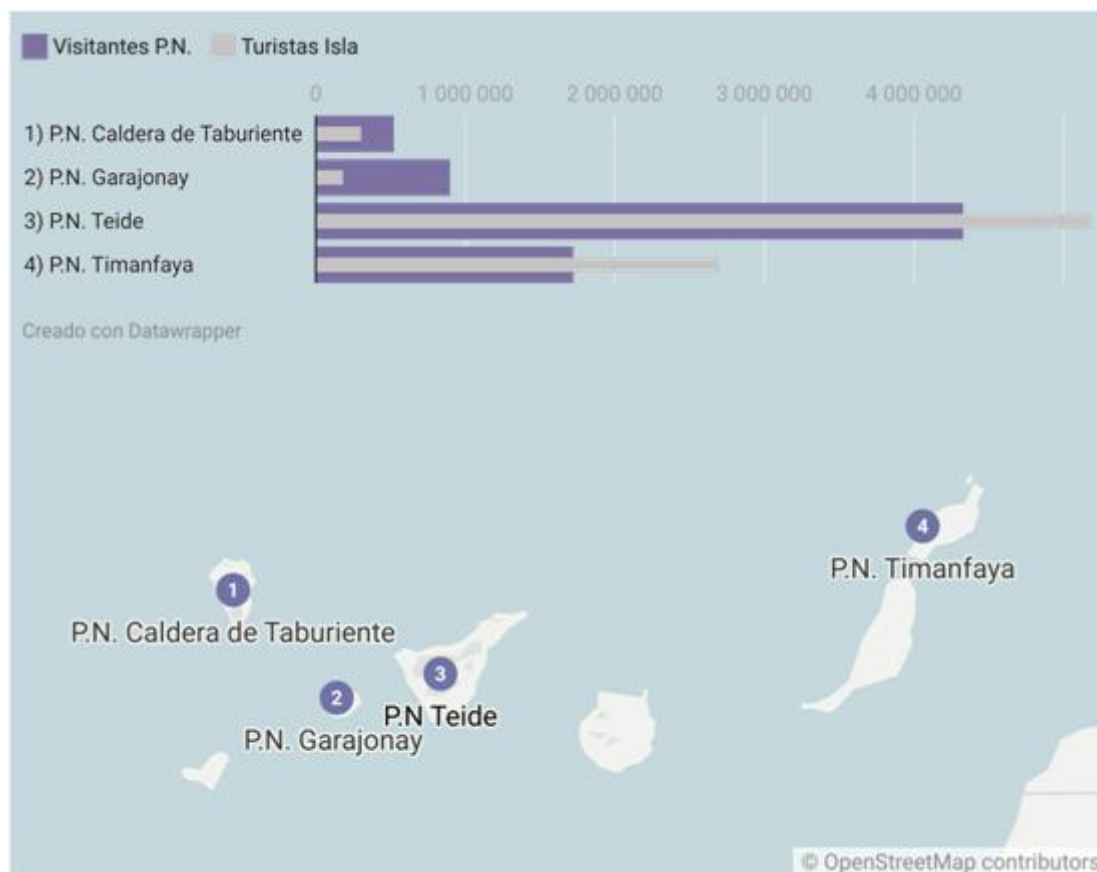 Visitantes P.N. Turistas Isla
0 1 000 000 2 000 000 3 000 000 4 000 000
1) P.N. Caldera de Taburiente
2) P.N. Garajonay
3) P.N. Teide
4) P.N. Timanfaya
Creado con Datawrapper
4
P.N. Timanfaya
1
P.N. Caldera de Taburiente
3
2
P.N Teide
P.N. Garajonay
© OpenStreetMap contributors